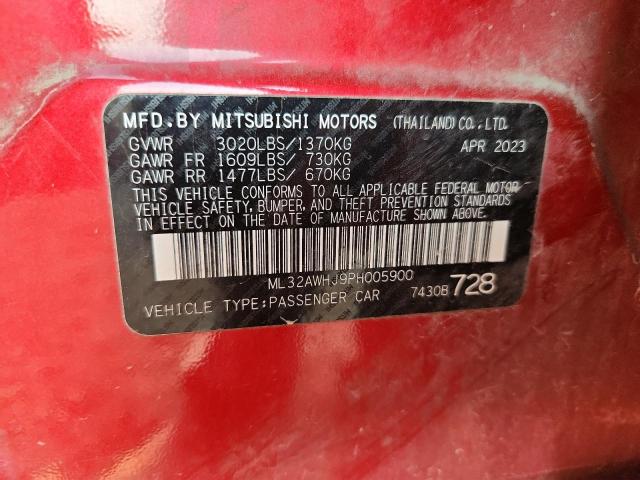 MFD.BY MITSUBISHI MOTORS (THAILAND) CO., LTD.
GVWR 3020LBS/1370KG APR 2023
GAWR FR 1609LBS/ 730KG
GAWR RR 1477LBS/ 670KG
THIS VEHICLE CONFORMS TO ALL APPLICABLE FEDERAL MOTOR
VEHICLE SAFETY, BUMPER, AND THEFT PREVENTION STANDARDS
IN EFFECT ON THE DATE OF MANUFACTURE SHOWN ABOVE.
ML32AWHJ9PH005900
VEHICLE TYPE:PASSENGER CAR 7430B 728